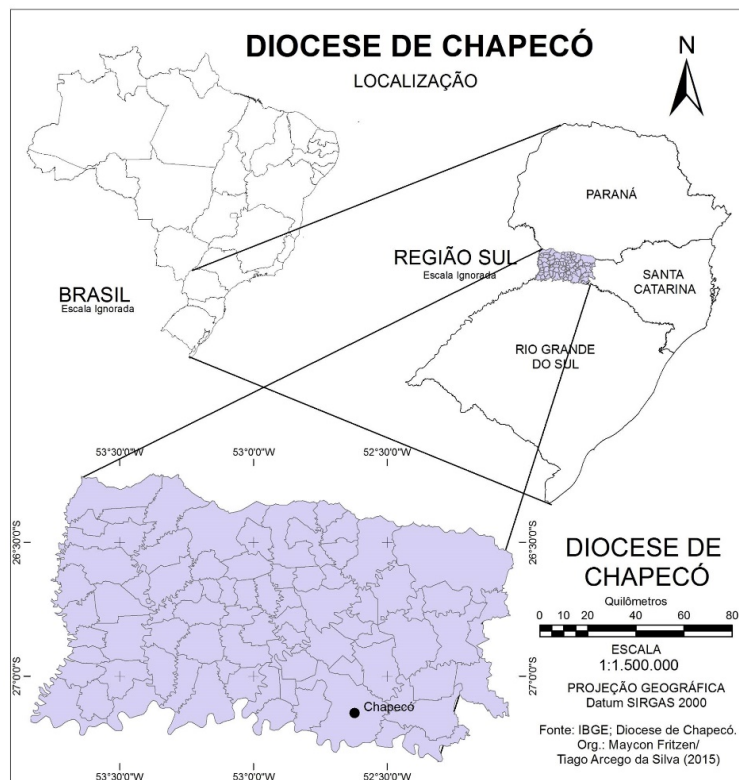 DIOCESE DE CHAPECÓ
LOCALIZAÇÃO
N
PARANÁ
REGIÃO SUL
Escala Ignorada
SANTA
CATARINA
BRASIL
Escala Ignorada
RIO GRANDE
DO SUL
53°30'0"W
53°0'0"W
52°30'0"W
26°30'0"S
26°30'0"S
27°0'0"S
27°0'0"S
Chapecó
53°30'0"W
53°0'0"W
52°30'0"W
DIOCESE DE
CHAPECÓ
Quilômetros
0 5 10 20 40 60 80
ESCALA
1:1.500.000
PROJEÇÃO GEOGRÁFICA
Datum SIRGAS 2000
Fonte: IBGE; Diocese de Chapecó.
Org.: Maycon Fritzen/
Tiago Arcego da Silva (2015)